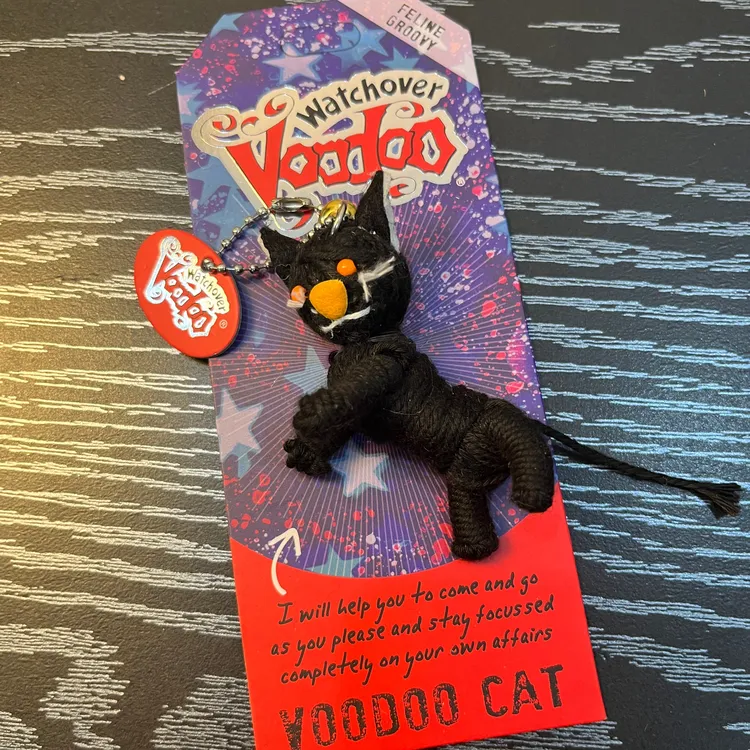 FELINE
GROOVY
Watchover
Voodoo
®
Watchover
Voodoo
®
I will help you to come and go
as you please and stay focussed
completely on your own affairs
VOODOO CAT